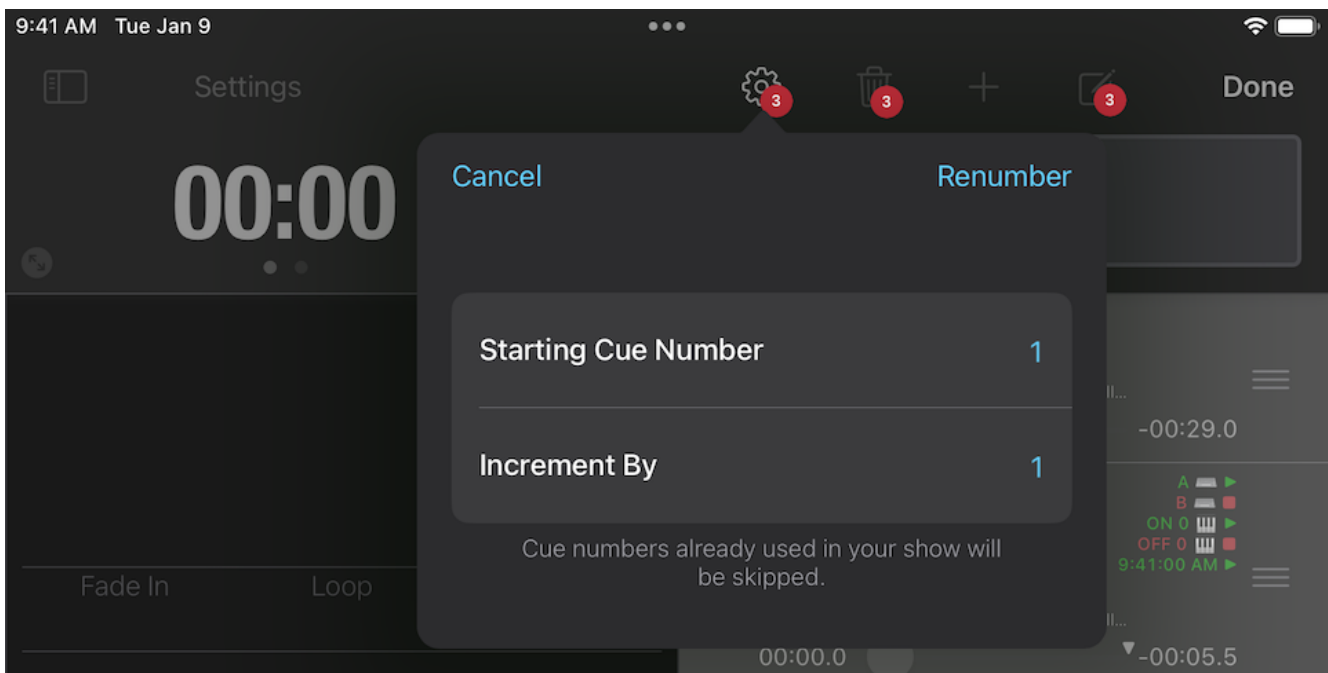 9:41 AM Tue Jan 9
Settings
3
3
3
Done
00:00
Cancel
Renumber
Starting Cue Number 1
Increment By 1
Cue numbers already used in your show will
be skipped.
ll...
-00:29.0
A
B
ON 0
OFF 0
9:41:00 AM
Fade In
Loop
ll...
00:00.0
-00:05.5